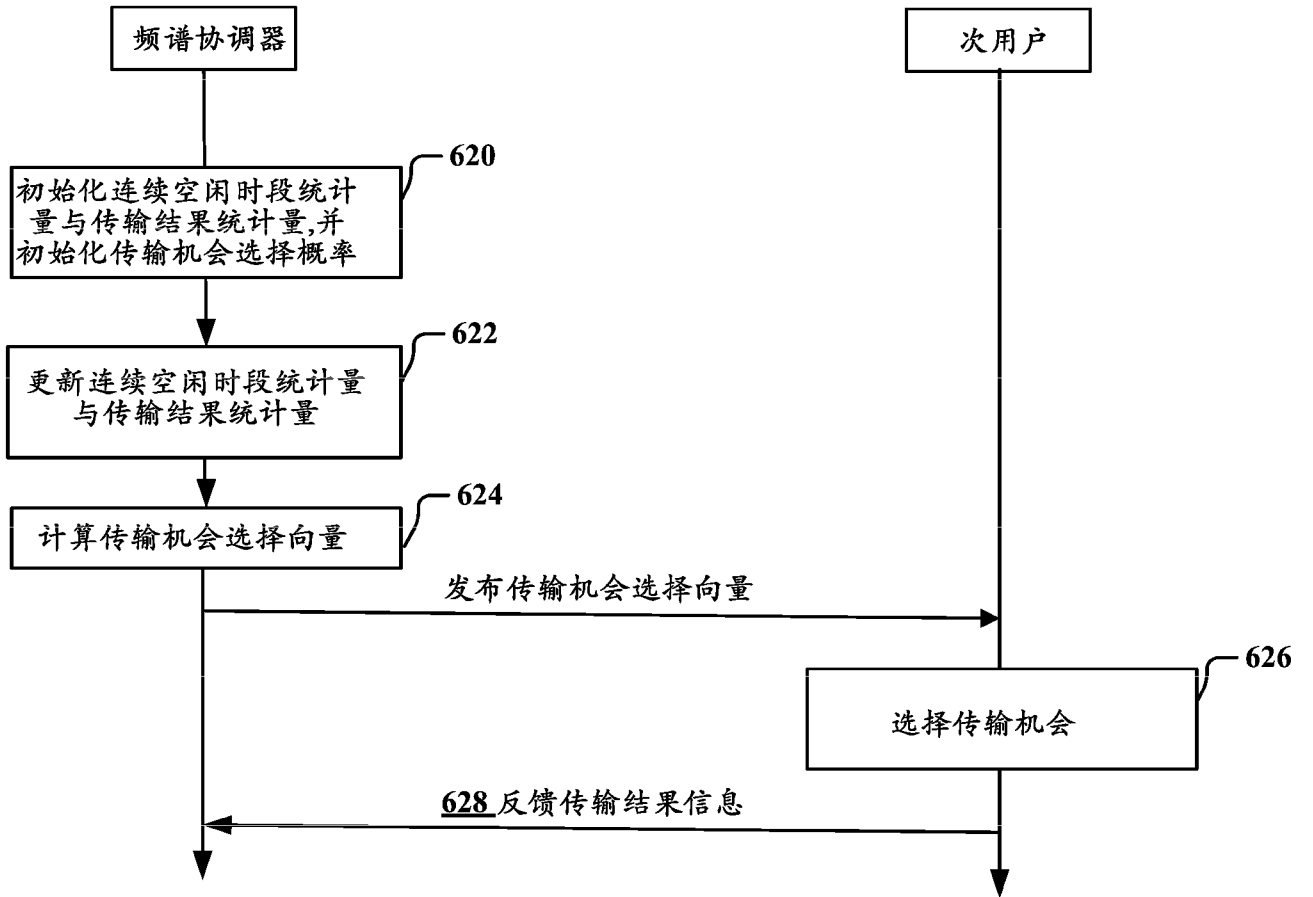 频谱协调器
次用户
620
初始化连续空闲时段统计
量与传输结果统计量,并
初始化传输机会选择概率
622
更新连续空闲时段统计量
与传输结果统计量
624
计算传输机会选择向量
发布传输机会选择向量
626
选择传输机会
628 反馈传输结果信息